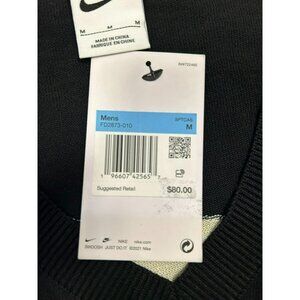 M M M
MADE IN CHINA
FABRIQUÉ EN CHINE
Mens
FD2873-010
SPTCAS
M
1 96607 42565 7
Suggested Retail
$80.00
NIKE Nike.com
SWOOSH JUST DO IT ©2021 Nike